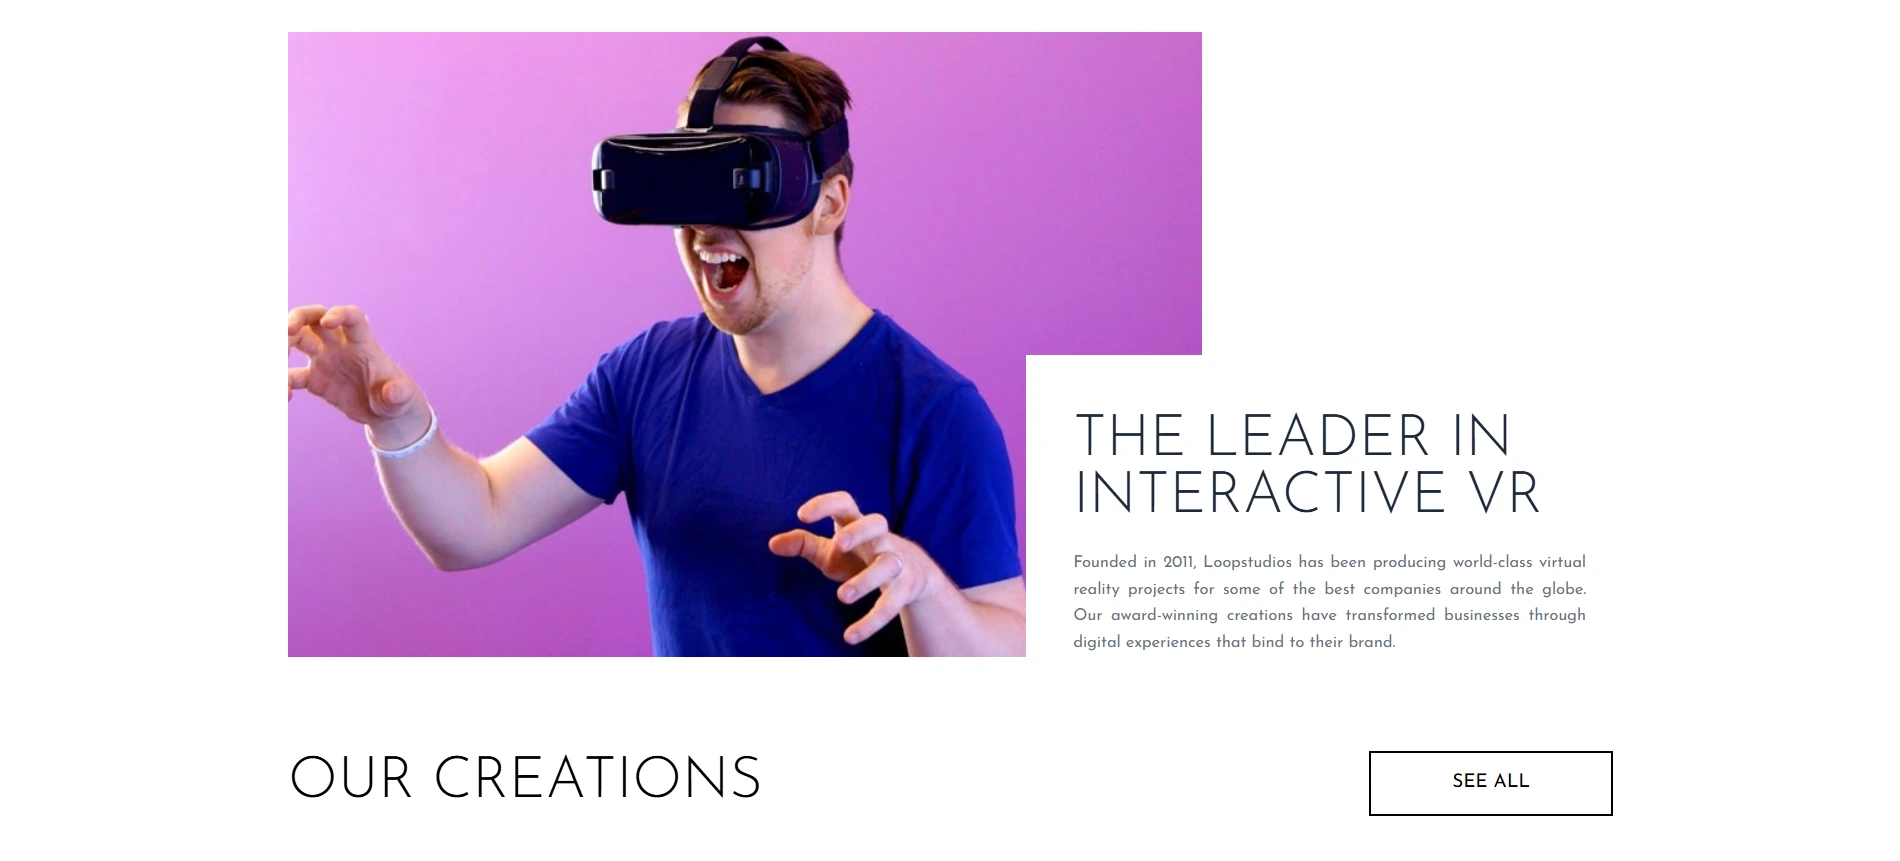 THE LEADER IN
INTERACTIVE VR
Founded in 2011, Loopstudios has been producing world-class virtual
reality projects for some of the best companies around the globe.
Our award-winning creations have transformed businesses through
digital experiences that bind to their brand.
OUR CREATIONS
SEE ALL